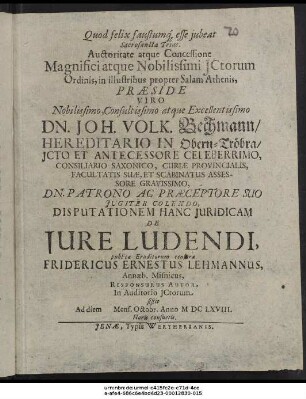 Quod felix faustumq́; esse jubeat
Sacrosancta Trias.
Auctoritate atque Concessione
Magnifici atque Nobilissimi JCtorum
Ordinis, in illustribus propter Salam Athenis,
PRÆSIDE
VIRO
Nobilissimo, Consultissimo atque Excellentissimo
DN. JOH. VOLK. Bechmann/
HEREDITARIO IN Obern-Tröbra/
JCTO ET ANTECESSORE CELEBERRIMO,
CONSILIARIO SAXONICO, CURIÆ PROVINCIALIS,
FACULTATIS SUÆ, ET SCABINATUS ASSES-
SORE GRATISSIMO,
DN. PATRONO AC PRÆCEPTORE SUO
JUGITER COLENDO,
DISPUTATIONEM HANC JURIDICAM
DE
JURE LUDENDI,
publicæ Eruditorum censuræ
FRIDERICUS ERNESTUS LEHMANNUS,
Annæb. Misnicus,
RESPONSURUS AUTOR,
In Auditorio JCtorum.
sistit
Ad diem Mens. Octobr. Anno M DC LXVIII.
Horis consuetis.
JENÆ, Typis WERTHERIANIS.